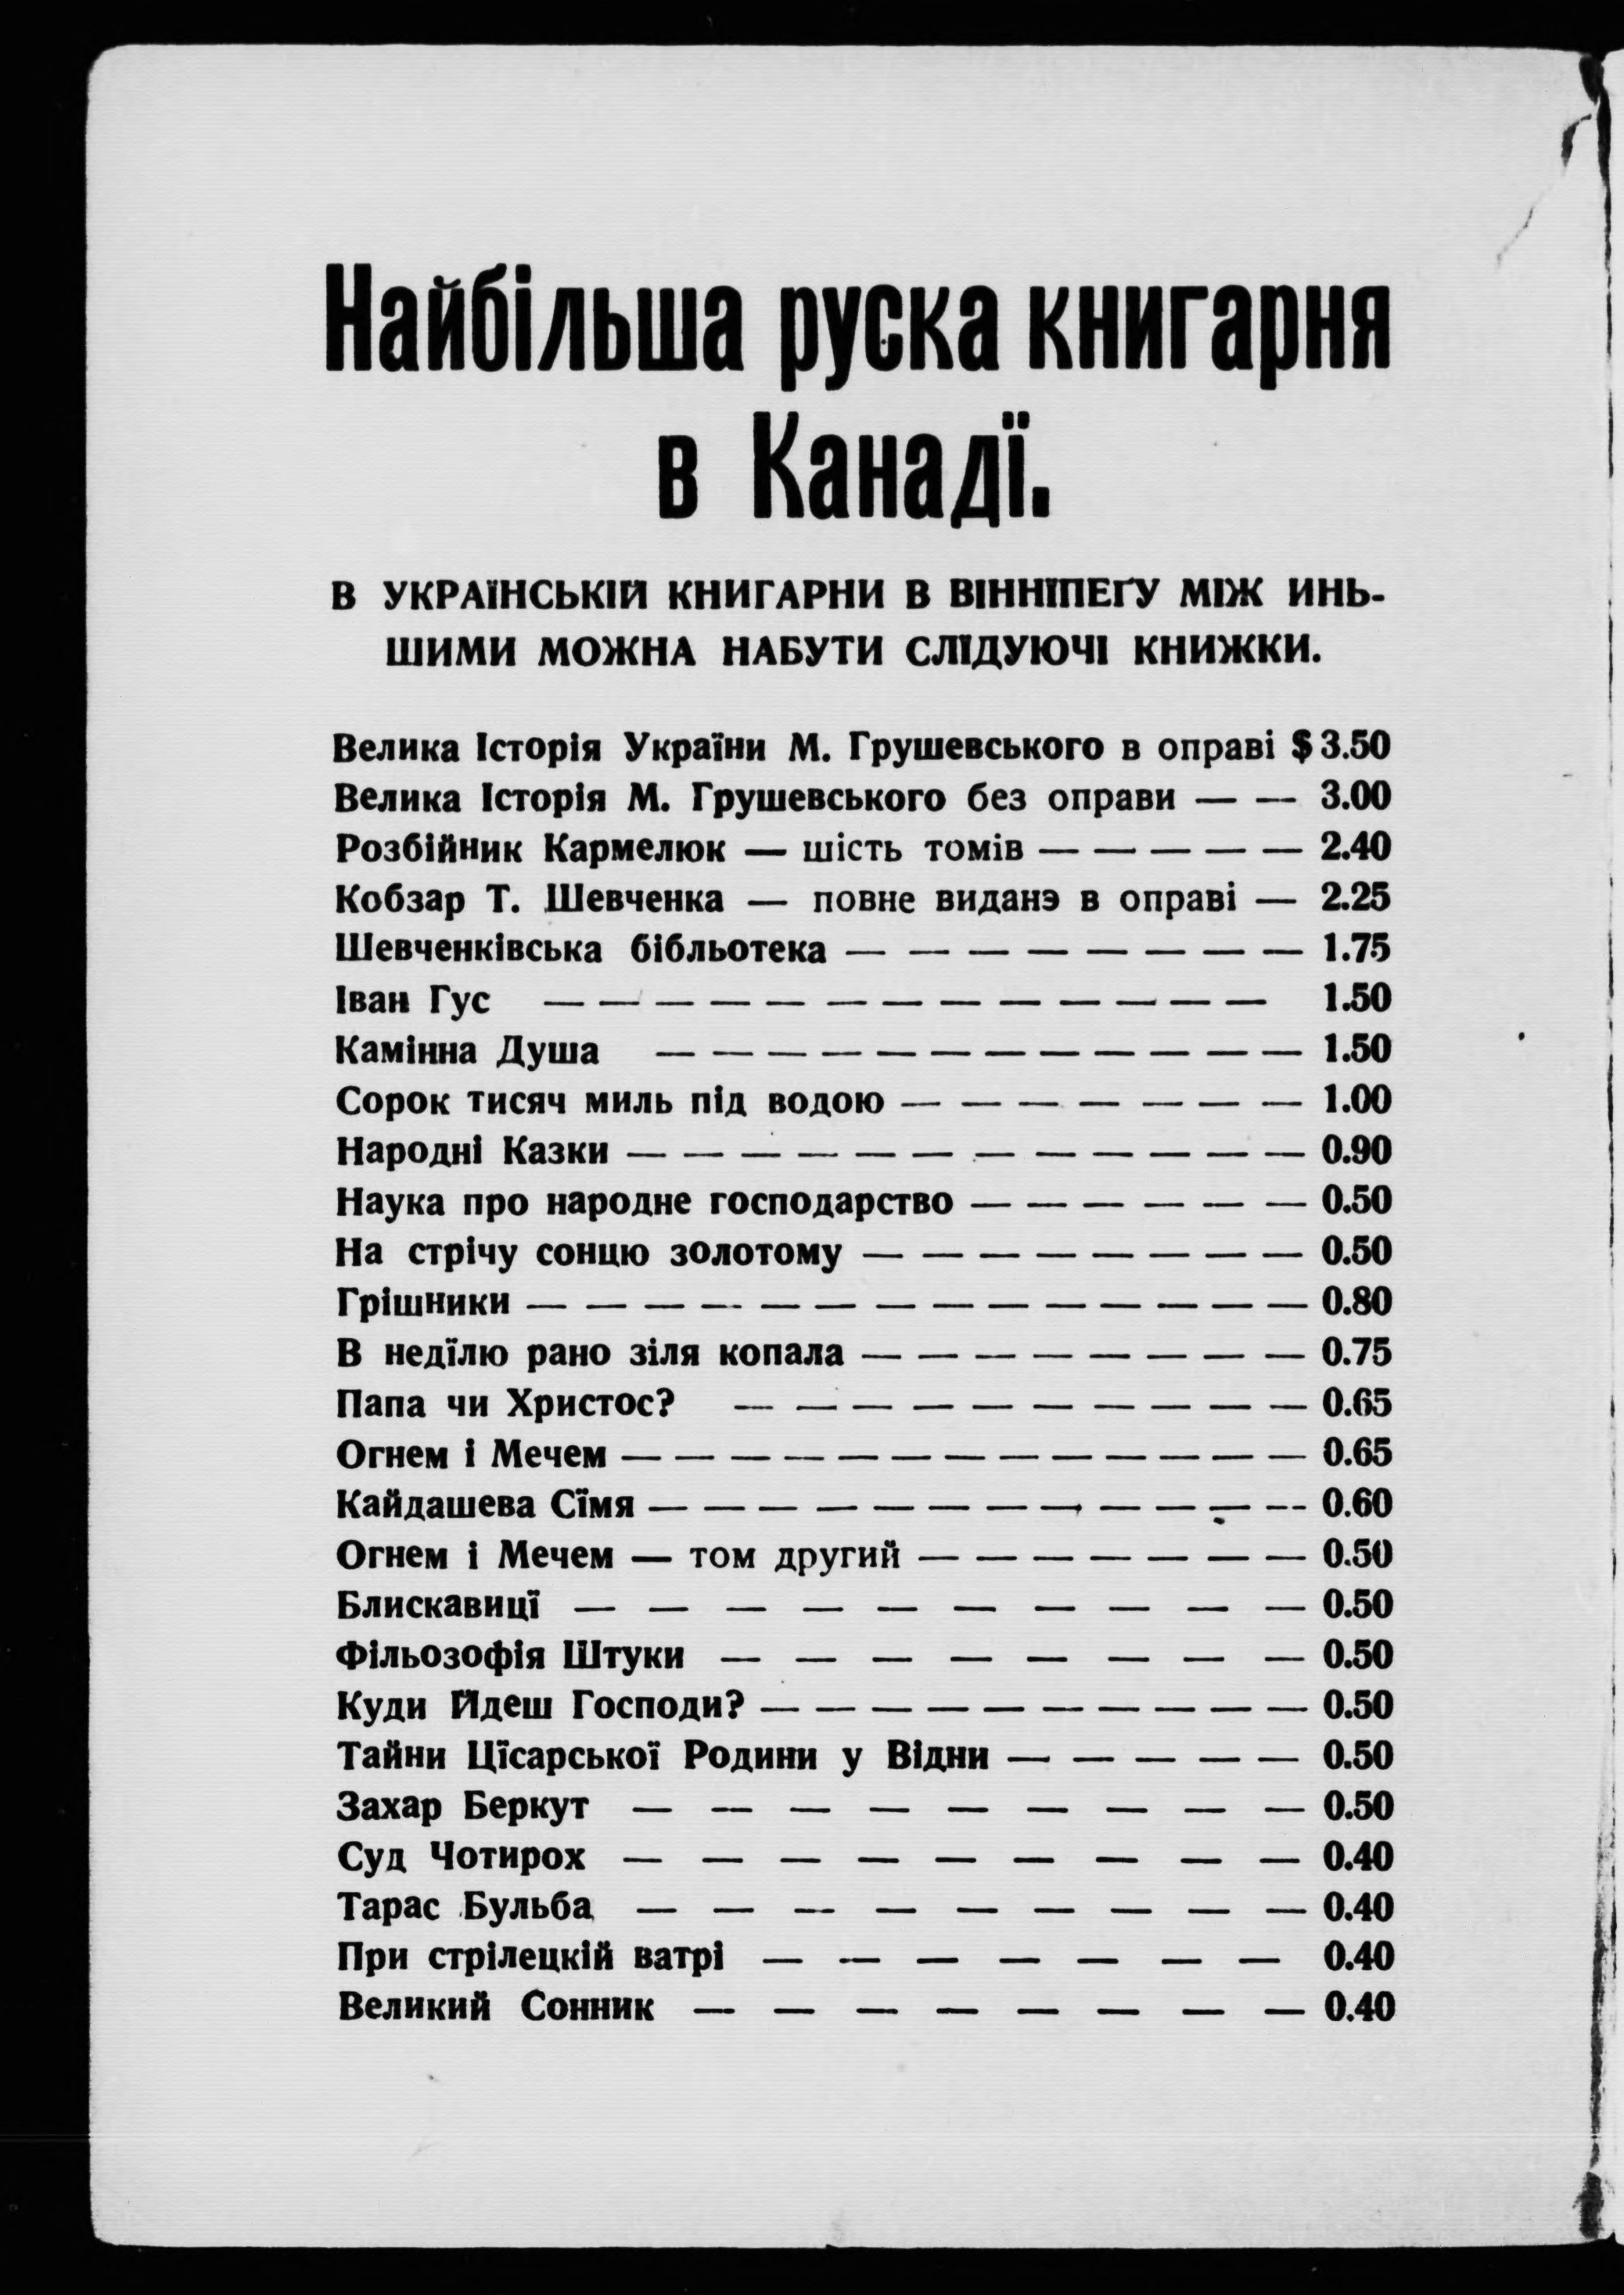 Найбільша руска книгарня
в Канадї.
В УКРАЇНСЬКІЙ КНИГАРНИ В ВІННЇПЕҐУ МІЖ ИНЬ-
ШИМИ МОЖНА НАБУТИ СЛЇДУЮЧІ КНИЖКИ.
Велика Історія України М. Грушевського в оправі $3.50
Велика Історія М. Грушевського без оправи — — 3.00
Розбійник Кармелюк — шість томів — — — — — 2.40
Кобзар Т. Шевченка — повне виданэ в оправі — 2.25
Шевченківська бібльотека — — — — — — — — 1.75
Іван Гус — — — — — — — — — — — — — 1.50
Камінна Душа — — — — — — — — — — — — 1.50
Сорок тисяч миль під водою — — — — — — — 1.00
Народні Казки — — — — — — — — — — — — 0.90
Наука про народне господарство — — — — — — 0.50
На стрічу сонцю золотому — — — — — — — — 0.50
Грішники — — — — — — — — — — — — — — 0.80
В недїлю рано зіля копала — — — — — — — — 0.75
Папа чи Христос? — — — — — — — — — — 0.65
Огнем і Мечем — — — — — — — — — — — — — 0.65
Кайдашева Сїмя — — — — — — — — — — — — 0.60
Огнем і Мечем — том другий — — — — — — — 0.50
Блискавицї — — — — — — — — — — 0.50
Фільозофія Штуки — — — — — — — — 0.50
Куди Йдеш Господи? — — — — — — — — — — 0.50
Тайни Цїсарської Родини у Відни — — — — — 0.50
Захар Беркут — — — — — — — — — 0.50
Суд Чотирох — — — — — — — — — 0.40
Тарас Бульба — — — — — — — — — 0.40
При стрілецкій ватрі — — — — — — — 0.40
Великий Сонник — — — — — — — — 0.40